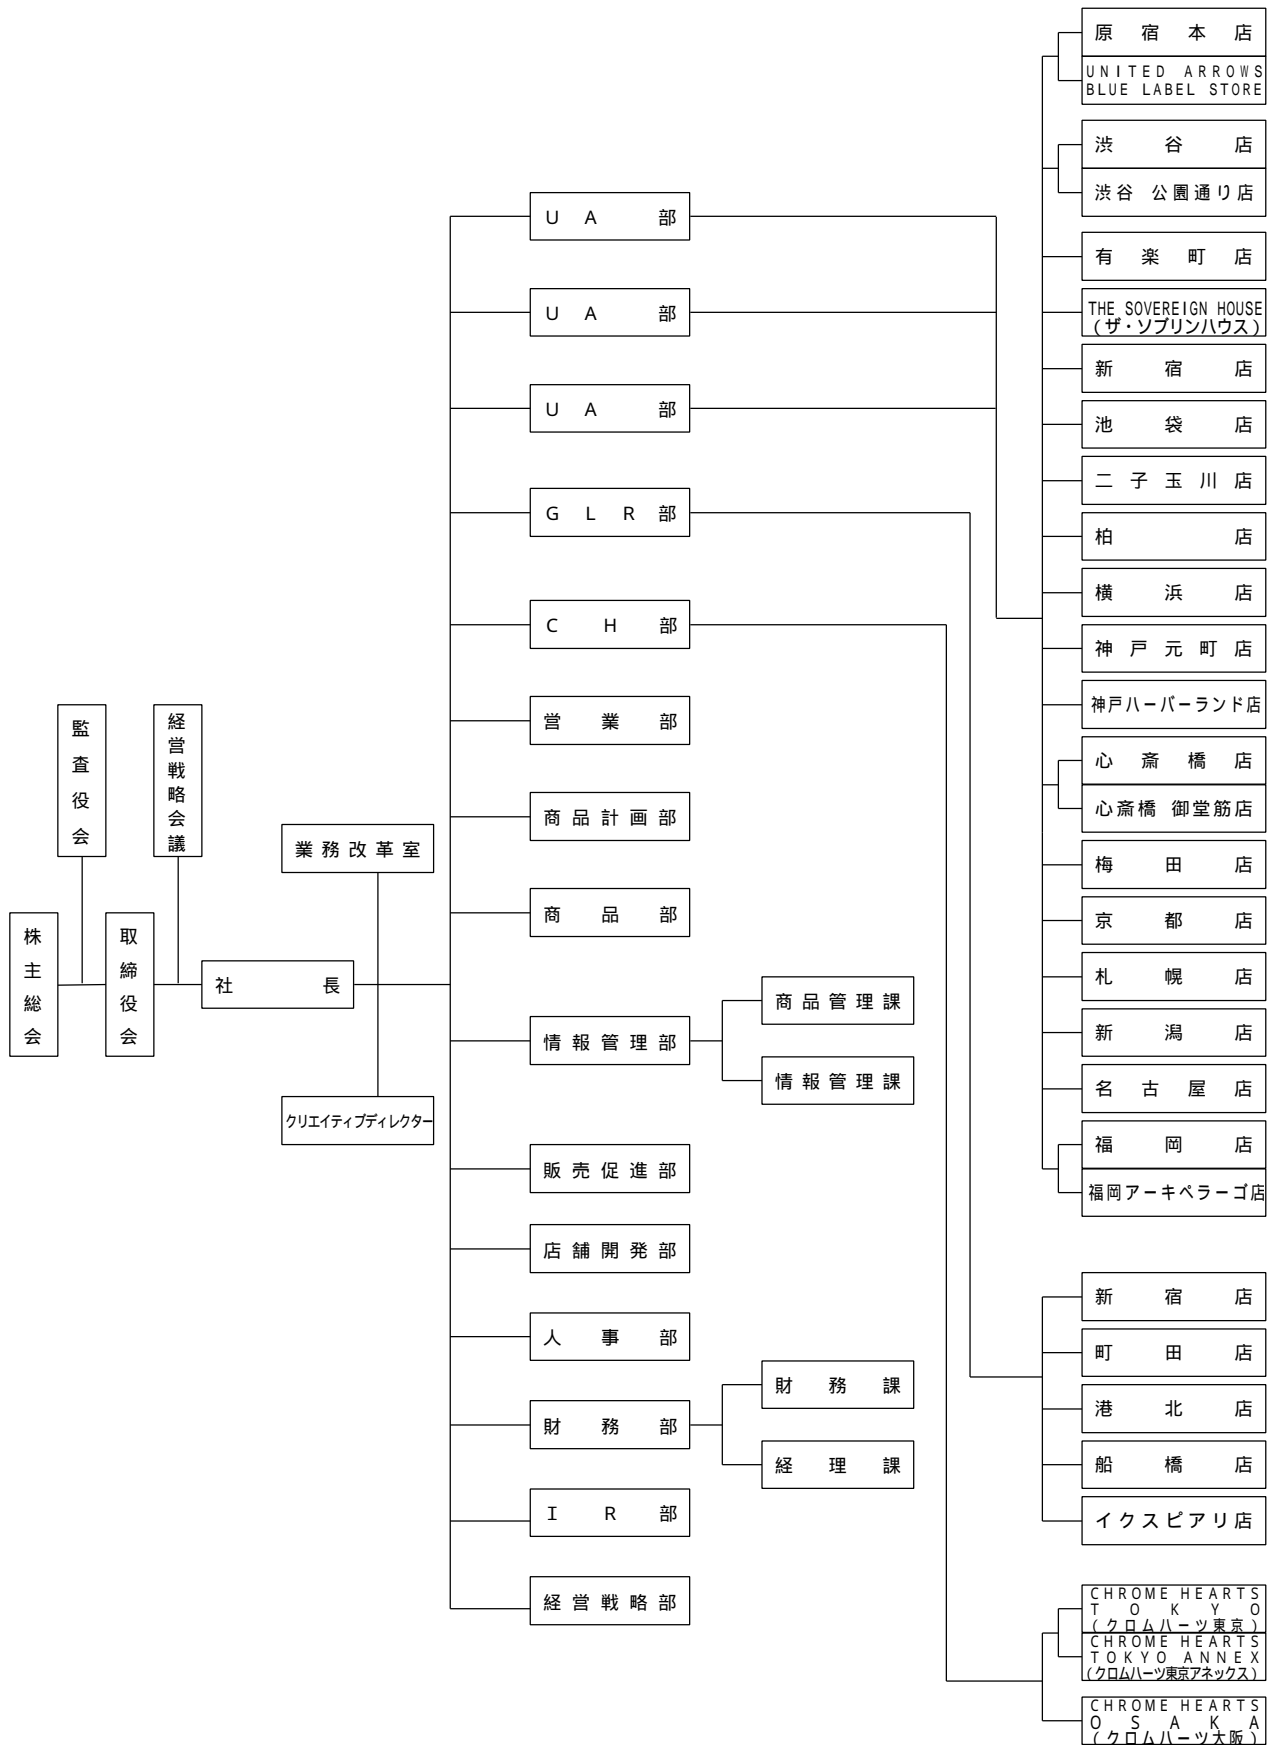 株主総会
監査役会
取締役会
経営戦略会議
社長
業務改革室
クリエイティブディレクター
UA 部
UA 部
UA 部
GLR部
CH部
営業部
商品計画部
商品部
情報管理部
商品管理課
情報管理課
販売促進部
店舗開発部
人事部
財務部
財務課
経理課
IR部
経営戦略部
原宿本店
UNITED ARROWS
BLUE LABEL STORE
渋谷店
渋谷 公園通り店
有楽町店
THE SOVEREIGN HOUSE
(ザ・ソブリンハウス)
新宿店
池袋店
二子玉川店
柏店
横浜店
神戸元町店
神戸ハーバーランド店
心斎橋店
心斎橋 御堂筋店
梅田店
京都店
札幌店
新潟店
名古屋店
福岡店
福岡アーキペラーゴ店
新宿店
町田店
港北店
船橋店
イクスピアリ店
CHROME HEARTS
TOKYO
(クロムハーツ東京)
CHROME HEARTS
TOKYO ANNEX
(クロムハーツ東京アネックス)
CHROME HEARTS
OSAKA
(クロムハーツ大阪)